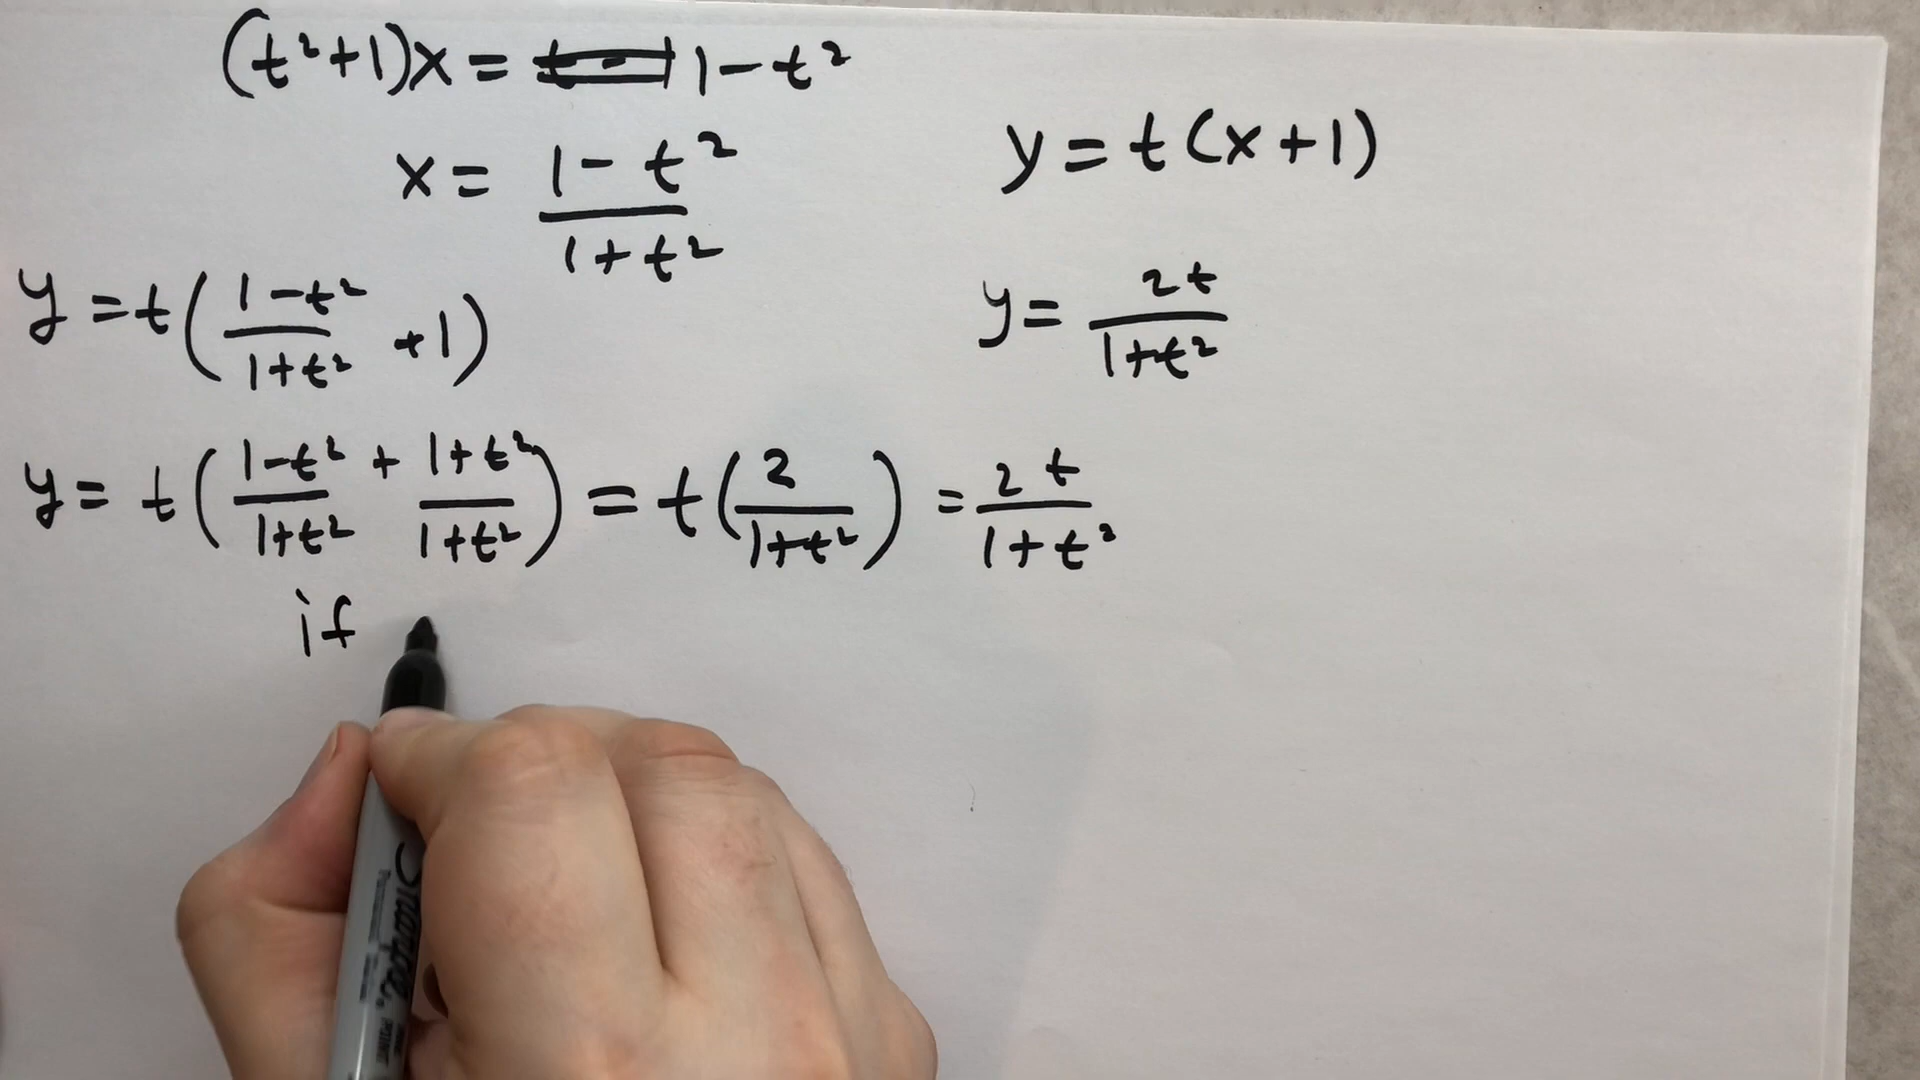 (t²+1)x = 1-t²
x = 1-t² / 1+t²
y = t(x+1)
y = t(1-t² / 1+t² +1)
y = 2t / 1+t²
y = t(1-t² / 1+t² + 1+t² / 1+t²) = t(2 / 1+t²) = 2t / 1+t²
if
Sharpie.